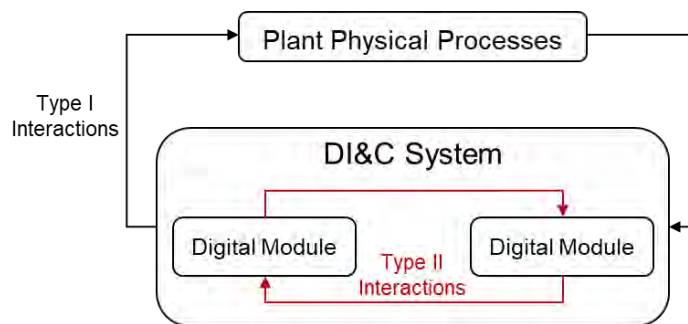 Plant Physical Processes
Type I
Interactions
DI&C System
Digital Module
Digital Module
Type II
Interactions